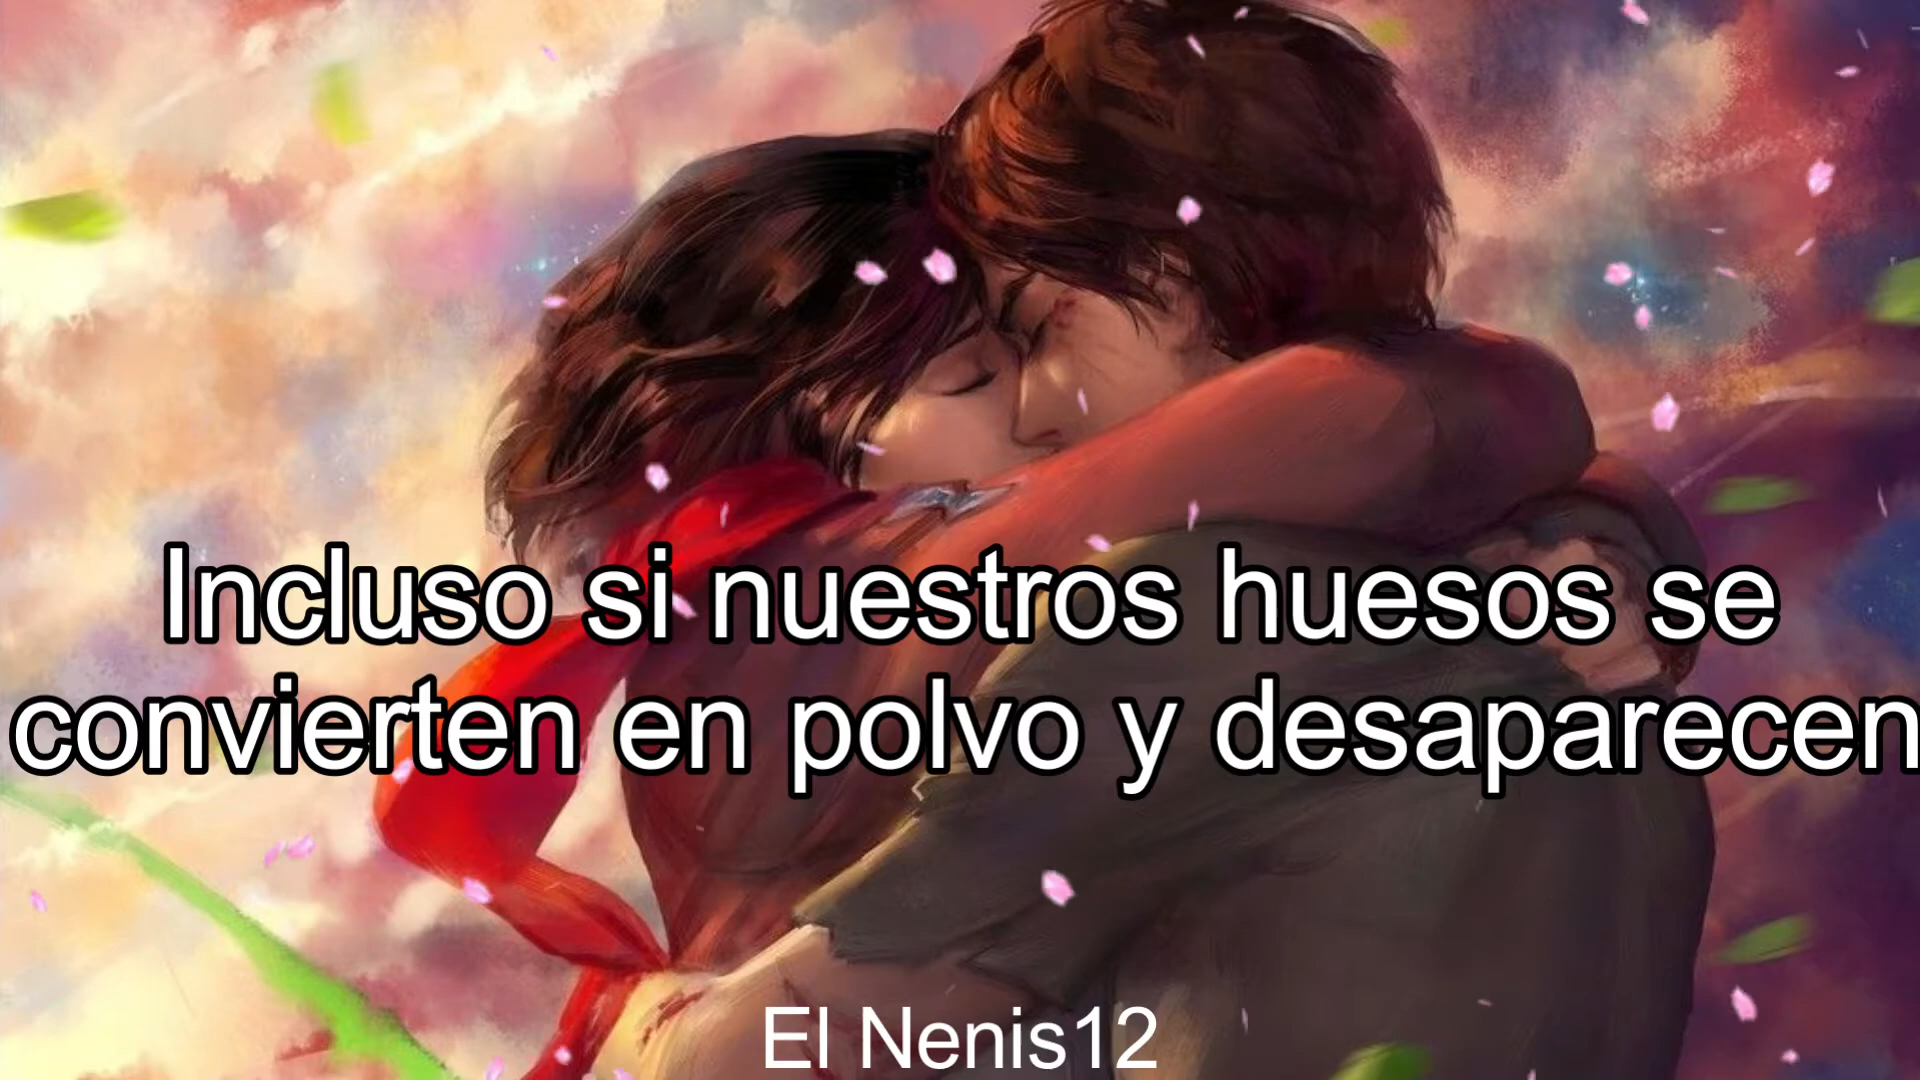 Incluso si nuestros huesos se
convierten en polvo y desaparecen
El Nenis12